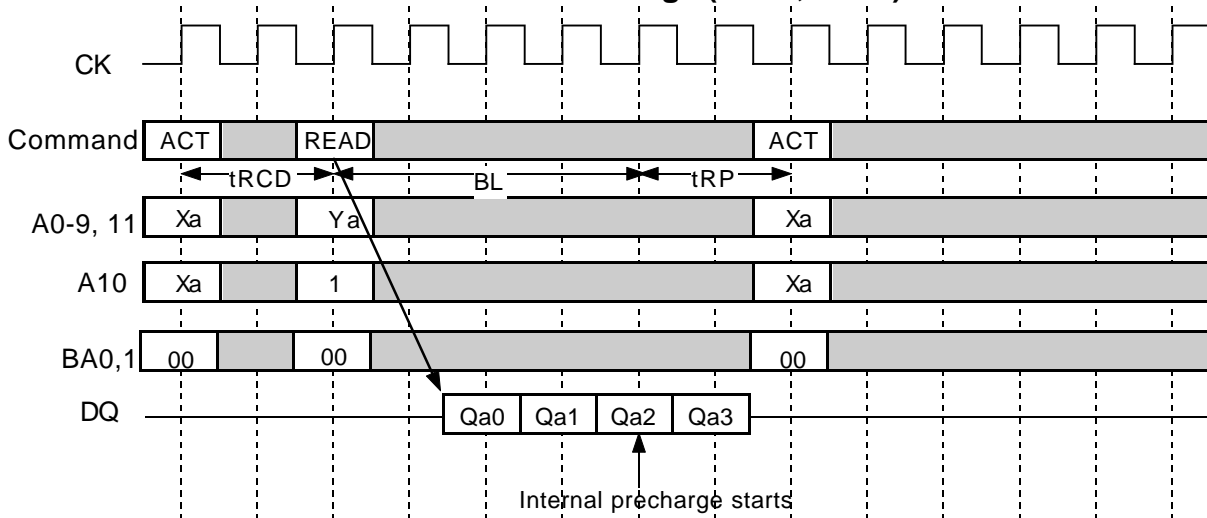 CK
Command ACT READ ACT
tRCD BL tRP
A0-9, 11 Xa Ya Xa
A10 Xa 1 Xa
BA0,1 00 00 00
DQ Qa0 Qa1 Qa2 Qa3
Internal precharge starts